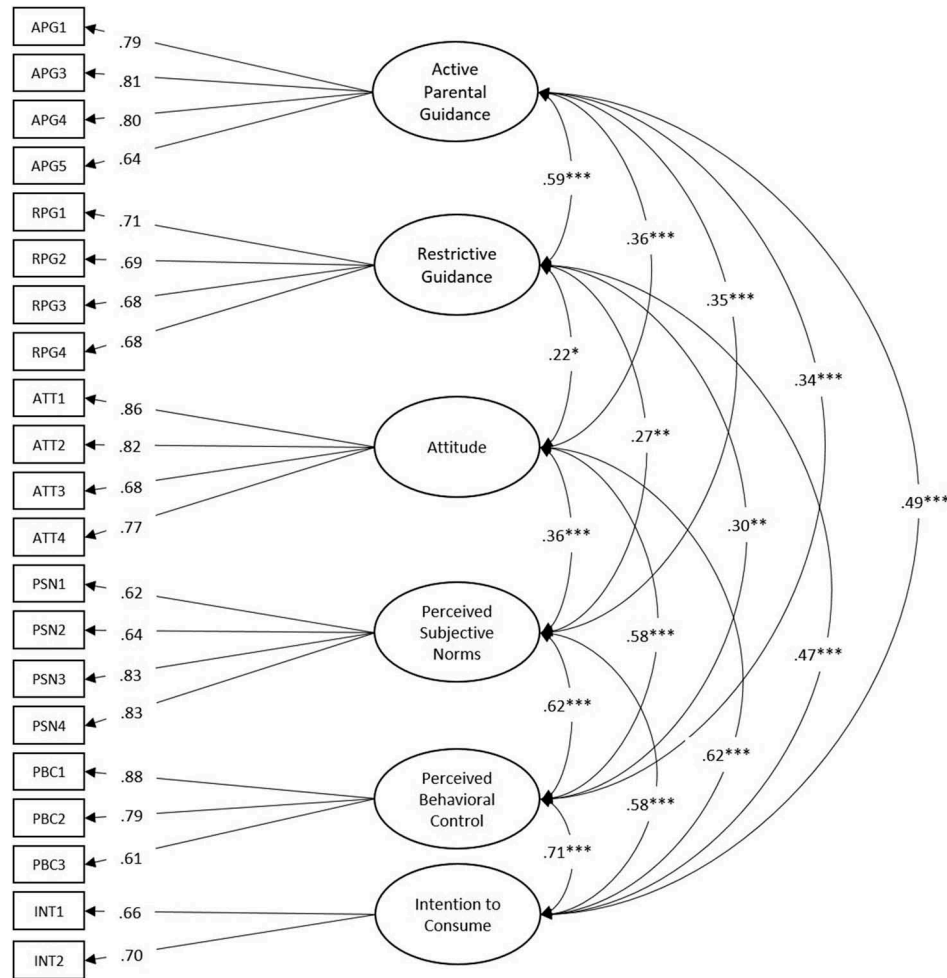 APG1
.79
APG3
.81
APG4
.80
APG5
.64
Active
Parental
Guidance
RPG1
.71
RPG2
.69
RPG3
.68
RPG4
.68
Restrictive
Guidance
ATT1
.86
ATT2
.82
ATT3
.68
ATT4
.77
Attitude
PSN1
.62
PSN2
.64
PSN3
.83
PSN4
.83
Perceived
Subjective
Norms
PBC1
.88
PBC2
.79
PBC3
.61
Perceived
Behavioral
Control
INT1
.66
INT2
.70
Intention to
Consume
.59***
.36***
.35***
.22*
.34***
.27**
.49***
.30**
.36***
.58***
.47***
.62***
.62***
.58***
.71***